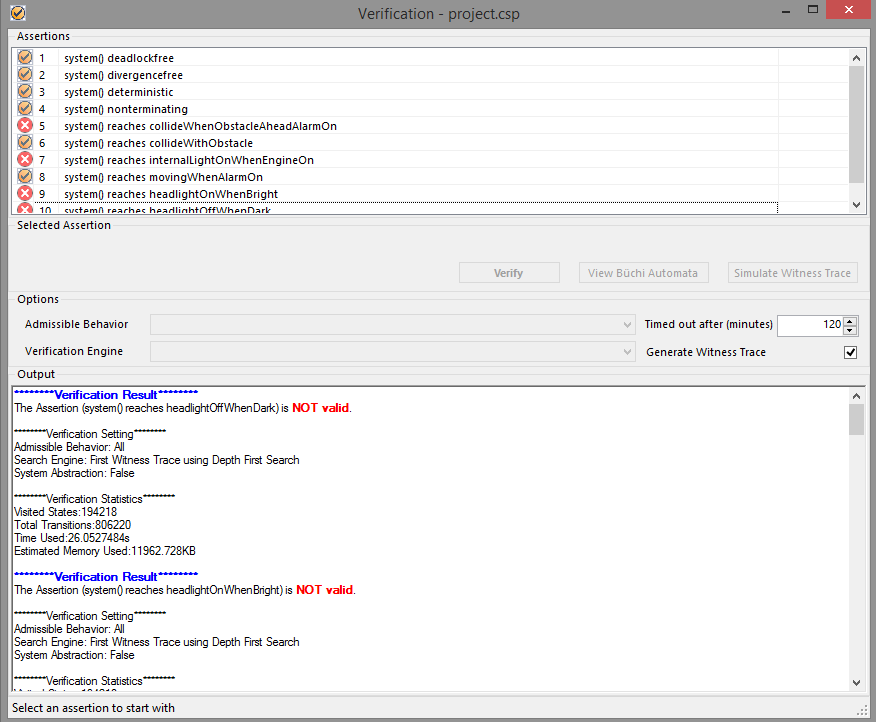 Verification - project.csp
Assertions
1 system() deadlockfree
2 system() divergencefree
3 system() deterministic
4 system() nonterminating
5 system() reaches collideWhenObstacleAheadAlarmOn
6 system() reaches collideWithObstacle
7 system() reaches internalLightOnWhenEngineOn
8 system() reaches movingWhenAlarmOn
9 system() reaches headlightOnWhenBright
10 system() reaches headlightOffWhenDark
Selected Assertion
Verify View Büchi Automata Simulate Witness Trace
Options
Admissible Behavior Timed out after (minutes) 120
Verification Engine Generate Witness Trace
Output
********Verification Result********
The Assertion (system() reaches headlightOffWhenDark) is NOT valid.
********Verification Setting********
Admissible Behavior: All
Search Engine: First Witness Trace using Depth First Search
System Abstraction: False
********Verification Statistics********
Visited States:194218
Total Transitions:806220
Time Used:26.0527484s
Estimated Memory Used:11962.728KB
********Verification Result********
The Assertion (system() reaches headlightOnWhenBright) is NOT valid.
********Verification Setting********
Admissible Behavior: All
Search Engine: First Witness Trace using Depth First Search
System Abstraction: False
********Verification Statistics********
Visited States:194218
Select an assertion to start with